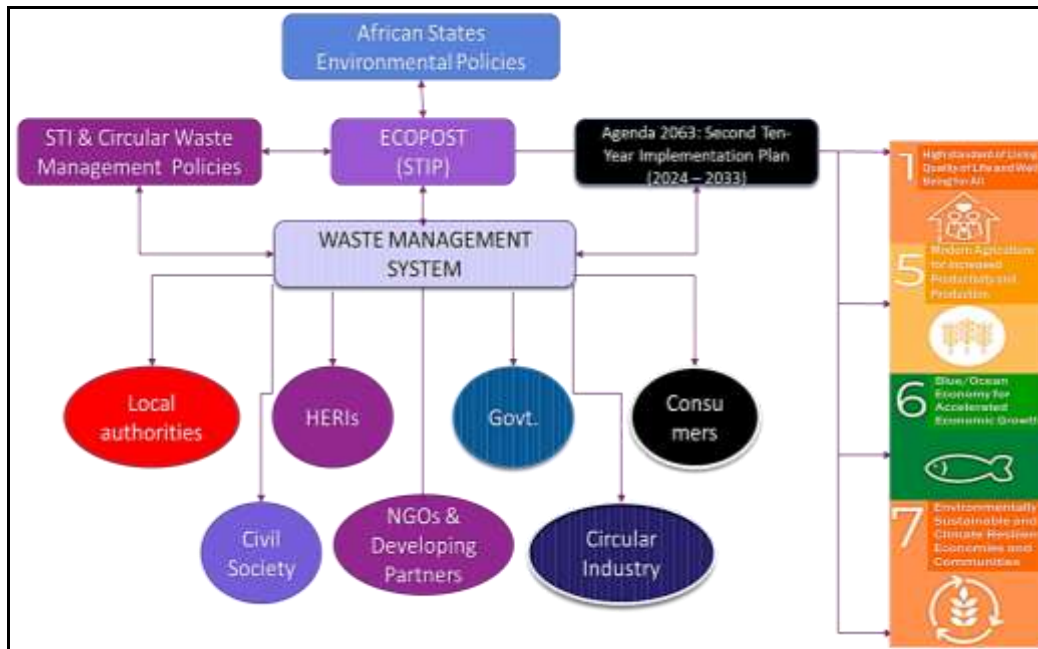 African States
Environmental Policies
STI & Circular Waste
Management Policies
ECOPOST
(STIP)
Agenda 2063: Second Ten-
Year Implementation Plan
(2024 – 2033)
WASTE MANAGEMENT
SYSTEM
Local
authorities
HERIs
Govt.
Consu
mers
Civil
Society
NGOs &
Developing
Partners
Circular
Industry
1
High standard of Living,
Quality of Life and Well
Being for All
5
Modern Agriculture
for Increased
Productivity and
Production
6
Blue/Ocean
Economy for
Accelerated
Economic Growth
7
Environmentally
Sustainable and
Climate Resilient
Economies and
Communities